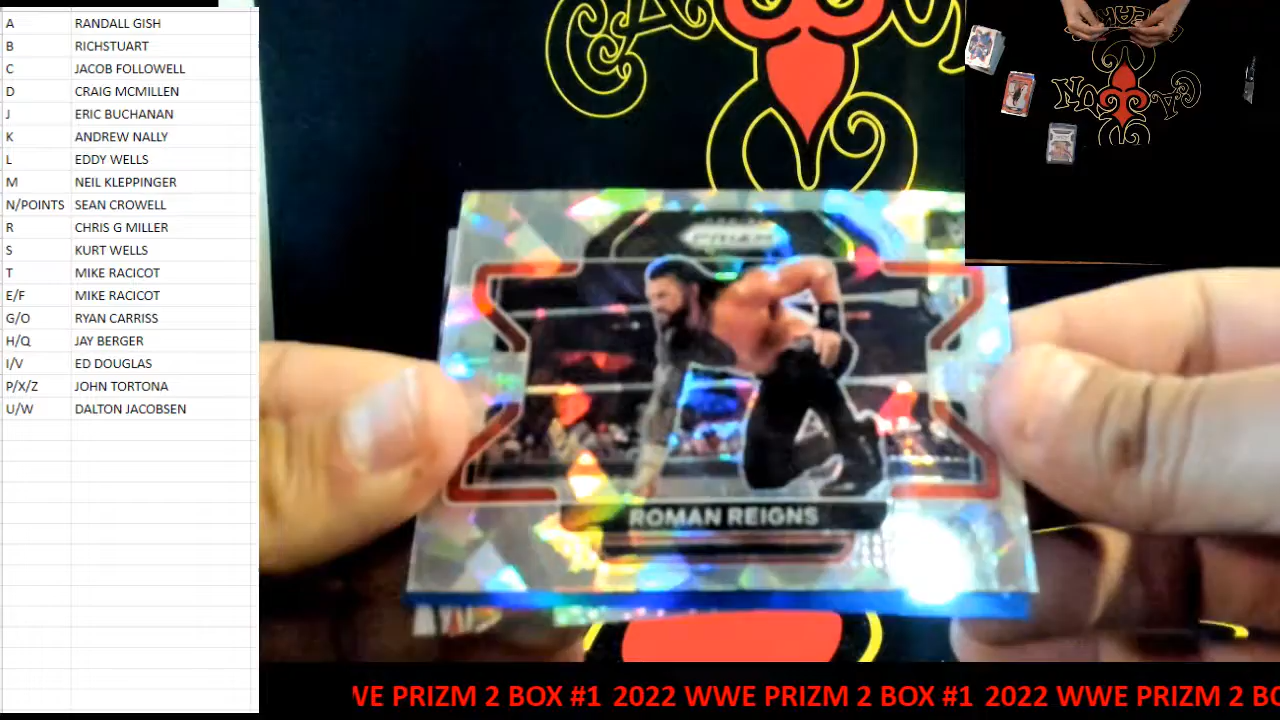 A RANDALL GISH
B RICHSTUART
C JACOB FOLLOWELL
D CRAIG MCMILLEN
J ERIC BUCHANAN
K ANDREW NALLY
L EDDY WELLS
M NEIL KLEPPINGER
N/POINTS SEAN CROWELL
R CHRIS G MILLER
S KURT WELLS
T MIKE RACICOT
E/F MIKE RACICOT
G/O RYAN CARRISS
H/Q JAY BERGER
I/V ED DOUGLAS
P/X/Z JOHN TORTONA
U/W DALTON JACOBSEN
PRIZM
ROMAN REIGNS
WE PRIZM 2 BOX #1 2022 WWE PRIZM 2 BOX #1 2022 WWE PRIZM 2 BO